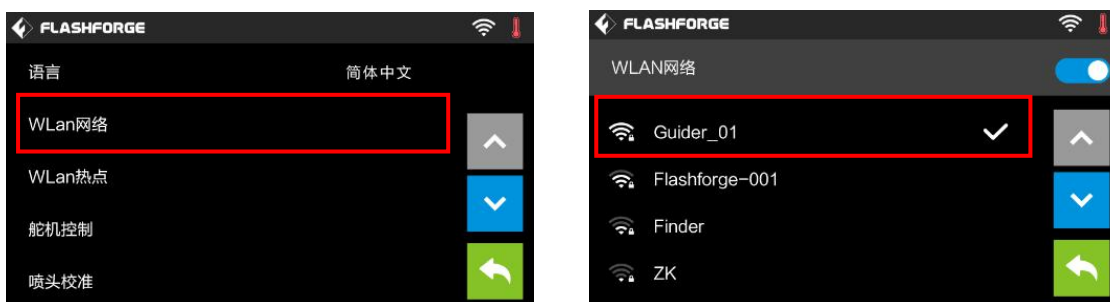 FLASHFORGE
语言 简体中文
WLan网络
WLan热点
舵机控制
喷头校准
FLASHFORGE
WLAN网络
Guider_01
Flashforge-001
Finder
ZK